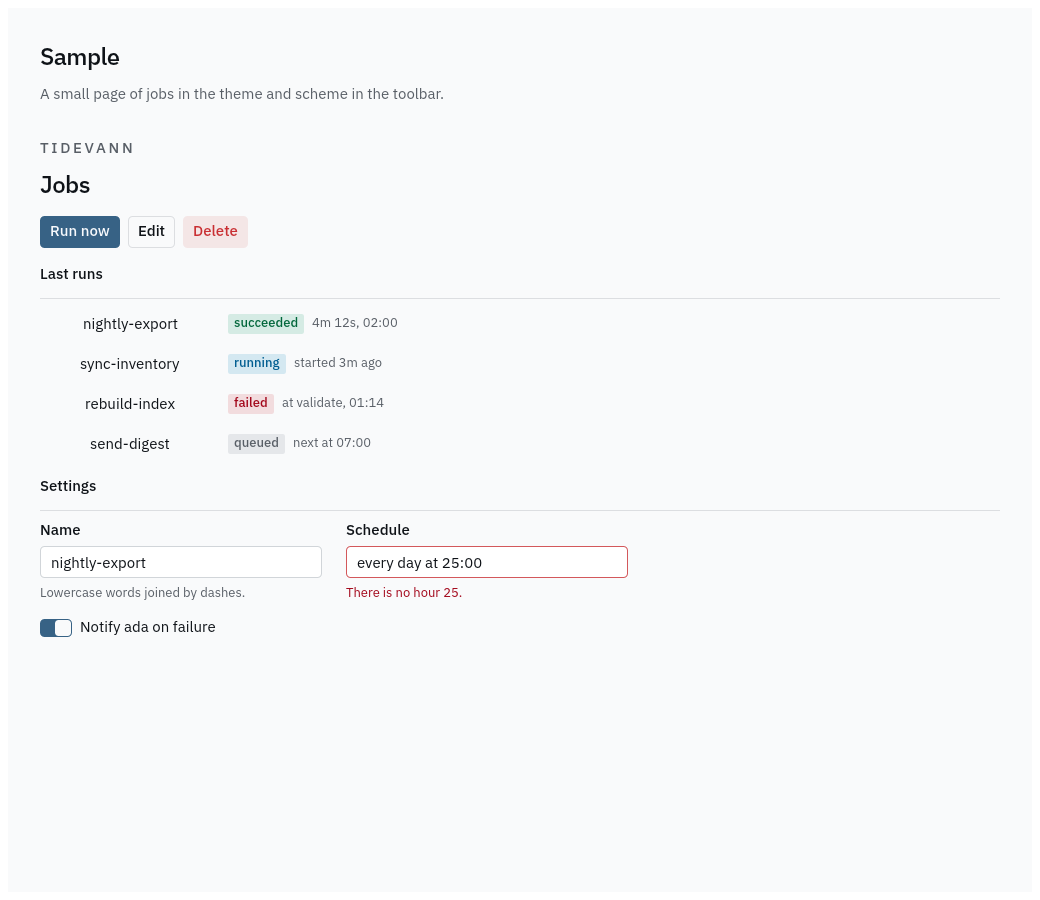 Sample
A small page of jobs in the theme and scheme in the toolbar.
TIDEVANN
Jobs
Run now Edit Delete
Last runs
nightly-export succeeded 4m 12s, 02:00
sync-inventory running started 3m ago
rebuild-index failed at validate, 01:14
send-digest queued next at 07:00
Settings
Name Schedule
nightly-export every day at 25:00
Lowercase words joined by dashes. There is no hour 25.
Notify ada on failure